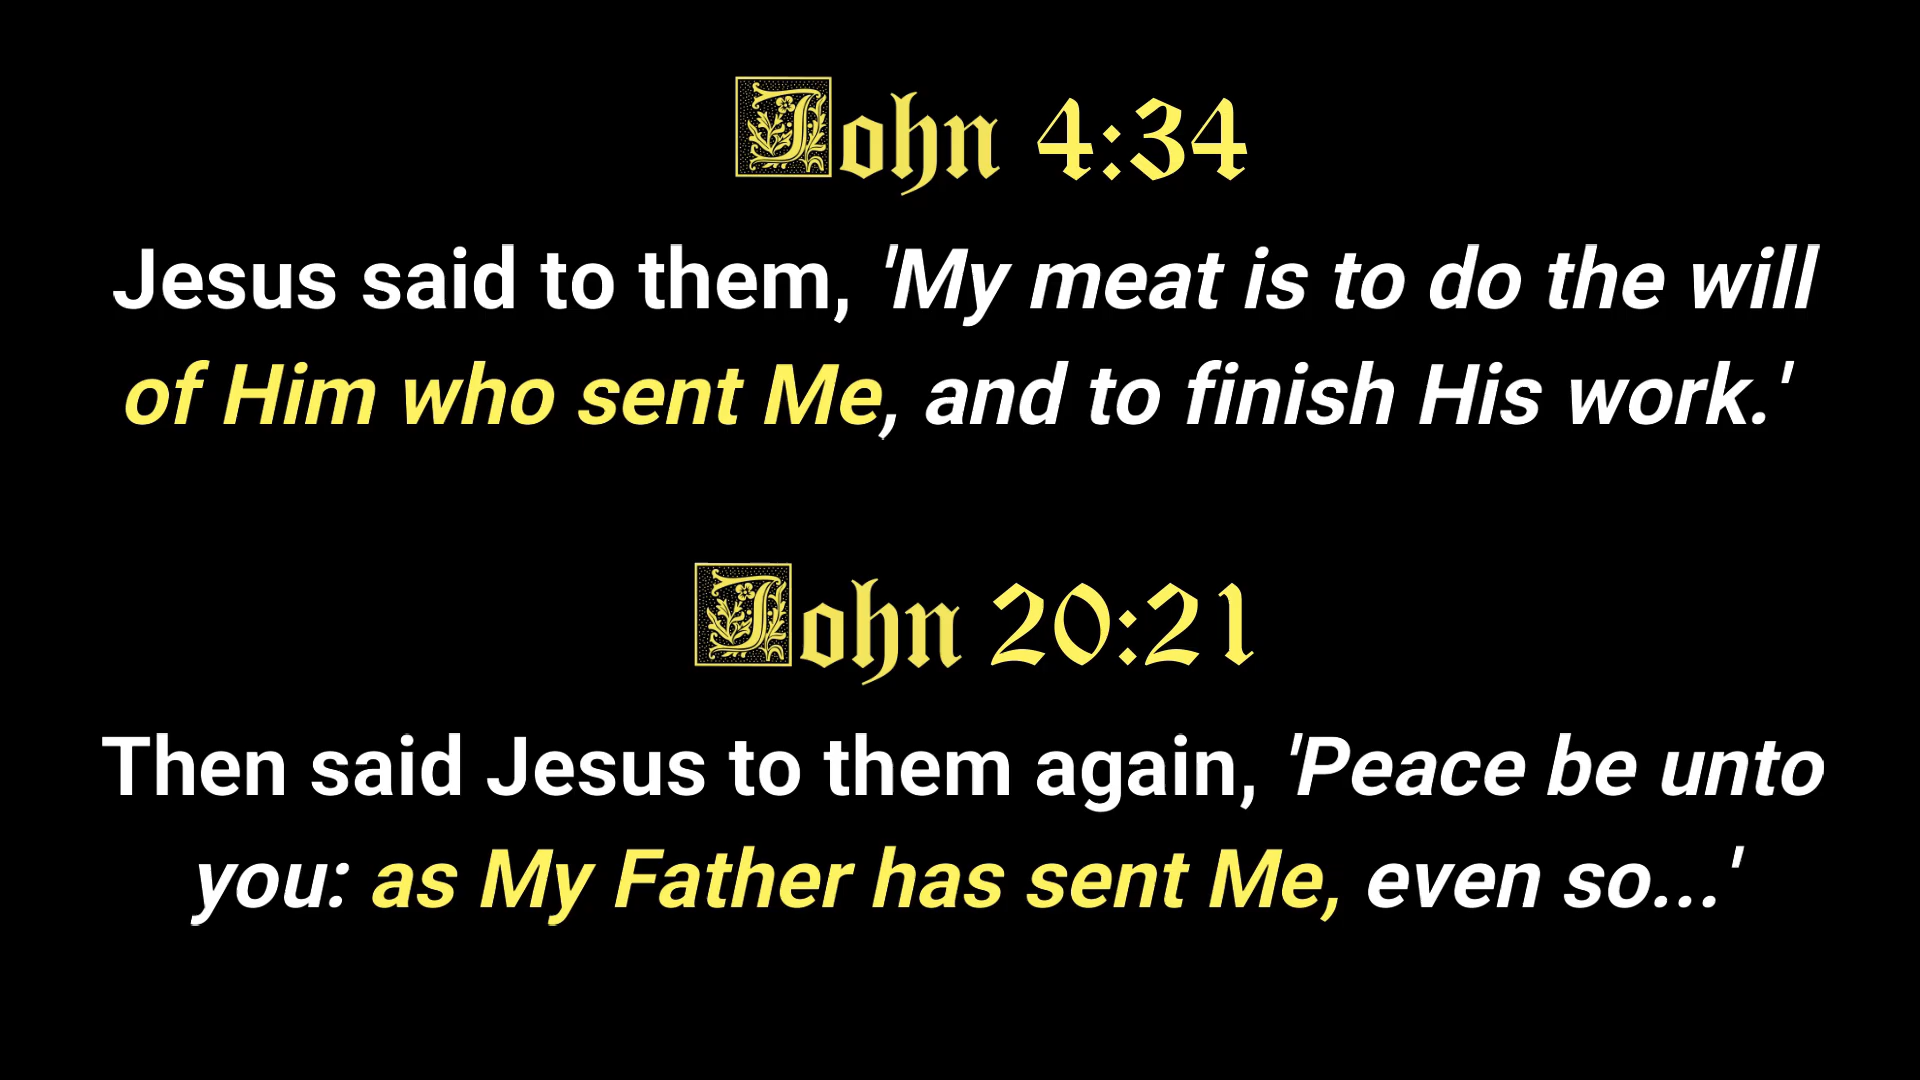 John 4:34
Jesus said to them, 'My meat is to do the will
of Him who sent Me, and to finish His work.'
John 20:21
Then said Jesus to them again, 'Peace be unto
you: as My Father has sent Me, even so...'